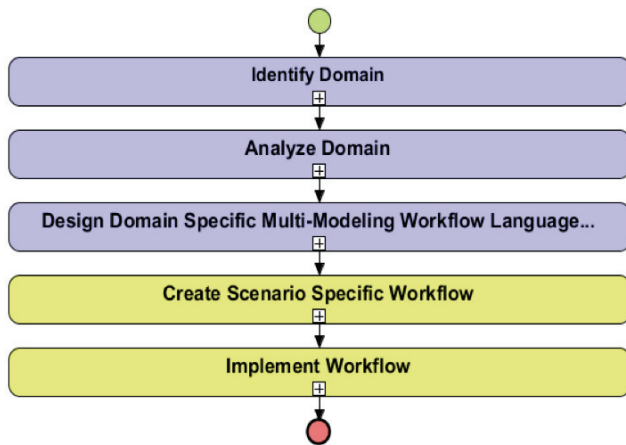 Identify Domain
Analyze Domain
Design Domain Specific Multi-Modeling Workflow Language...
Create Scenario Specific Workflow
Implement Workflow